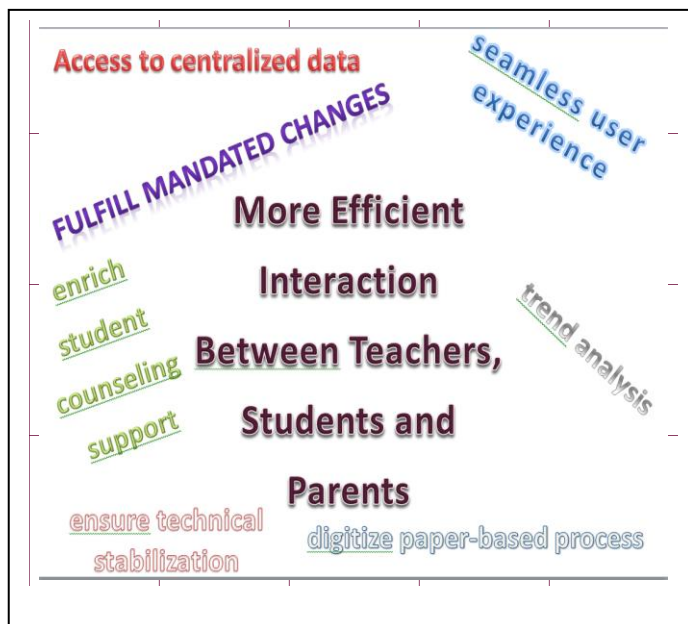 Access to centralized data
seamless user
experience
FULFILL MANDATED CHANGES
More Efficient
Interaction
Between Teachers,
Students and
Parents
enrich
student
counseling
support
trend analysis
ensure technical
stabilization
digitize paper-based process